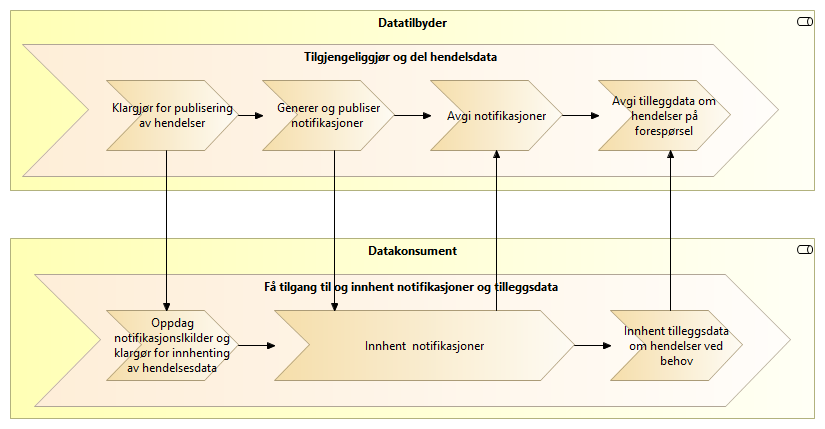 Datatilbyder
Tilgjengeliggjør og del hendelsdata
Klargjør for publisering
av hendelser
Generer og publiser
notifikasjoner
Avgi notifikasjoner
Avgi tilleggdata om
hendelser på
forespørsel
Datakonsument
Få tilgang til og innhent notifikasjoner og tilleggsdata
Oppdag
notifikasjonslkilder og
klargjør for innhenting
av hendelsesdata
Innhent  notifikasjoner
Innhent tilleggsdata
om hendelser ved
behov